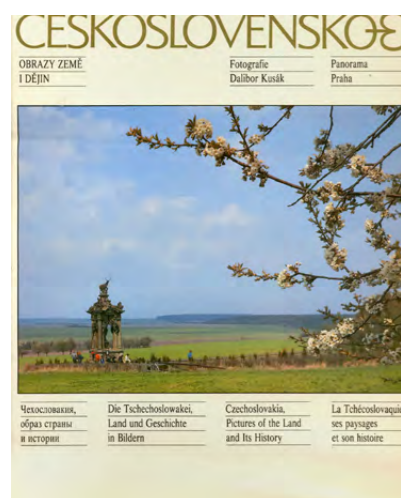 CESKOSLOVENSKO
OBRAZY ZEMĚ
I DĚJIN
Fotografie
Dalibor Kusák
Panorama
Praha
Чехословакия,
образ страны
и истории
Die Tschechoslowakei,
Land und Geschichte
in Bildern
Czechoslovakia,
Pictures of the Land
and Its History
La Tchécoslovaqui
ses paysages
et son histoire